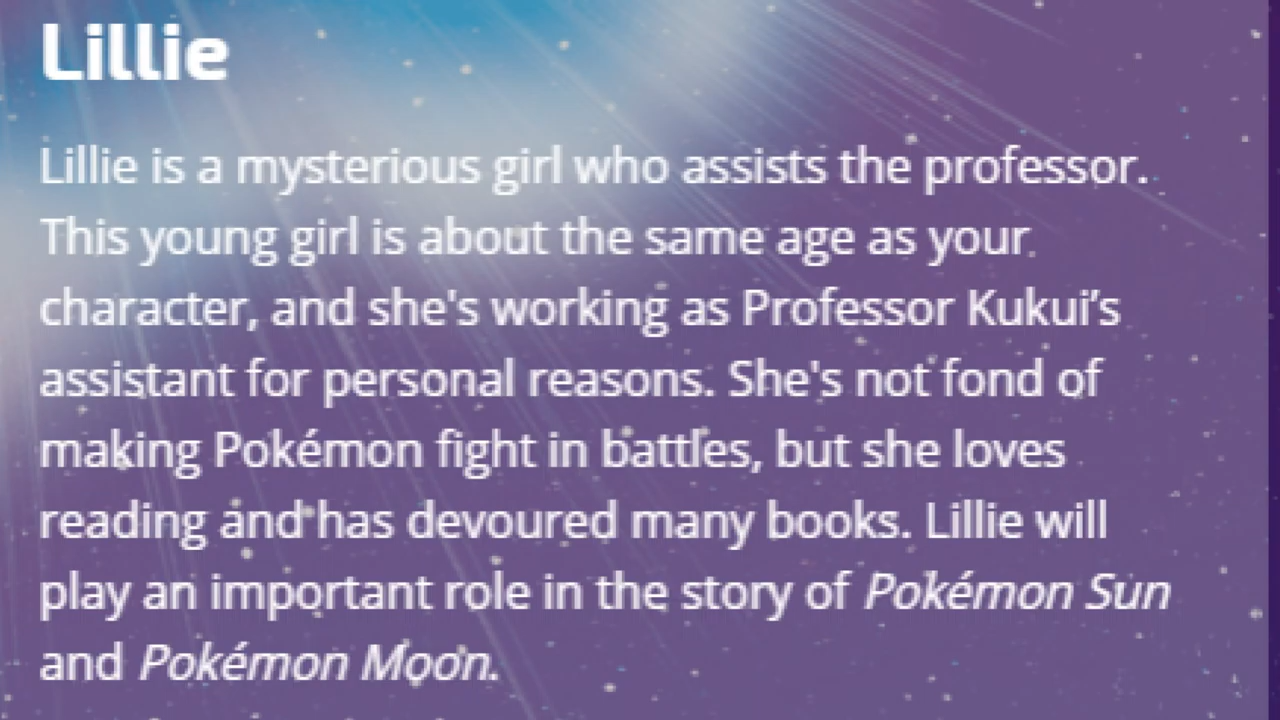 Lillie
Lillie is a mysterious girl who assists the professor.
This young girl is about the same age as your
character, and she's working as Professor Kukui’s
assistant for personal reasons. She's not fond of
making Pokémon fight in battles, but she loves
reading and has devoured many books. Lillie will
play an important role in the story of Pokémon Sun
and Pokémon Moon.